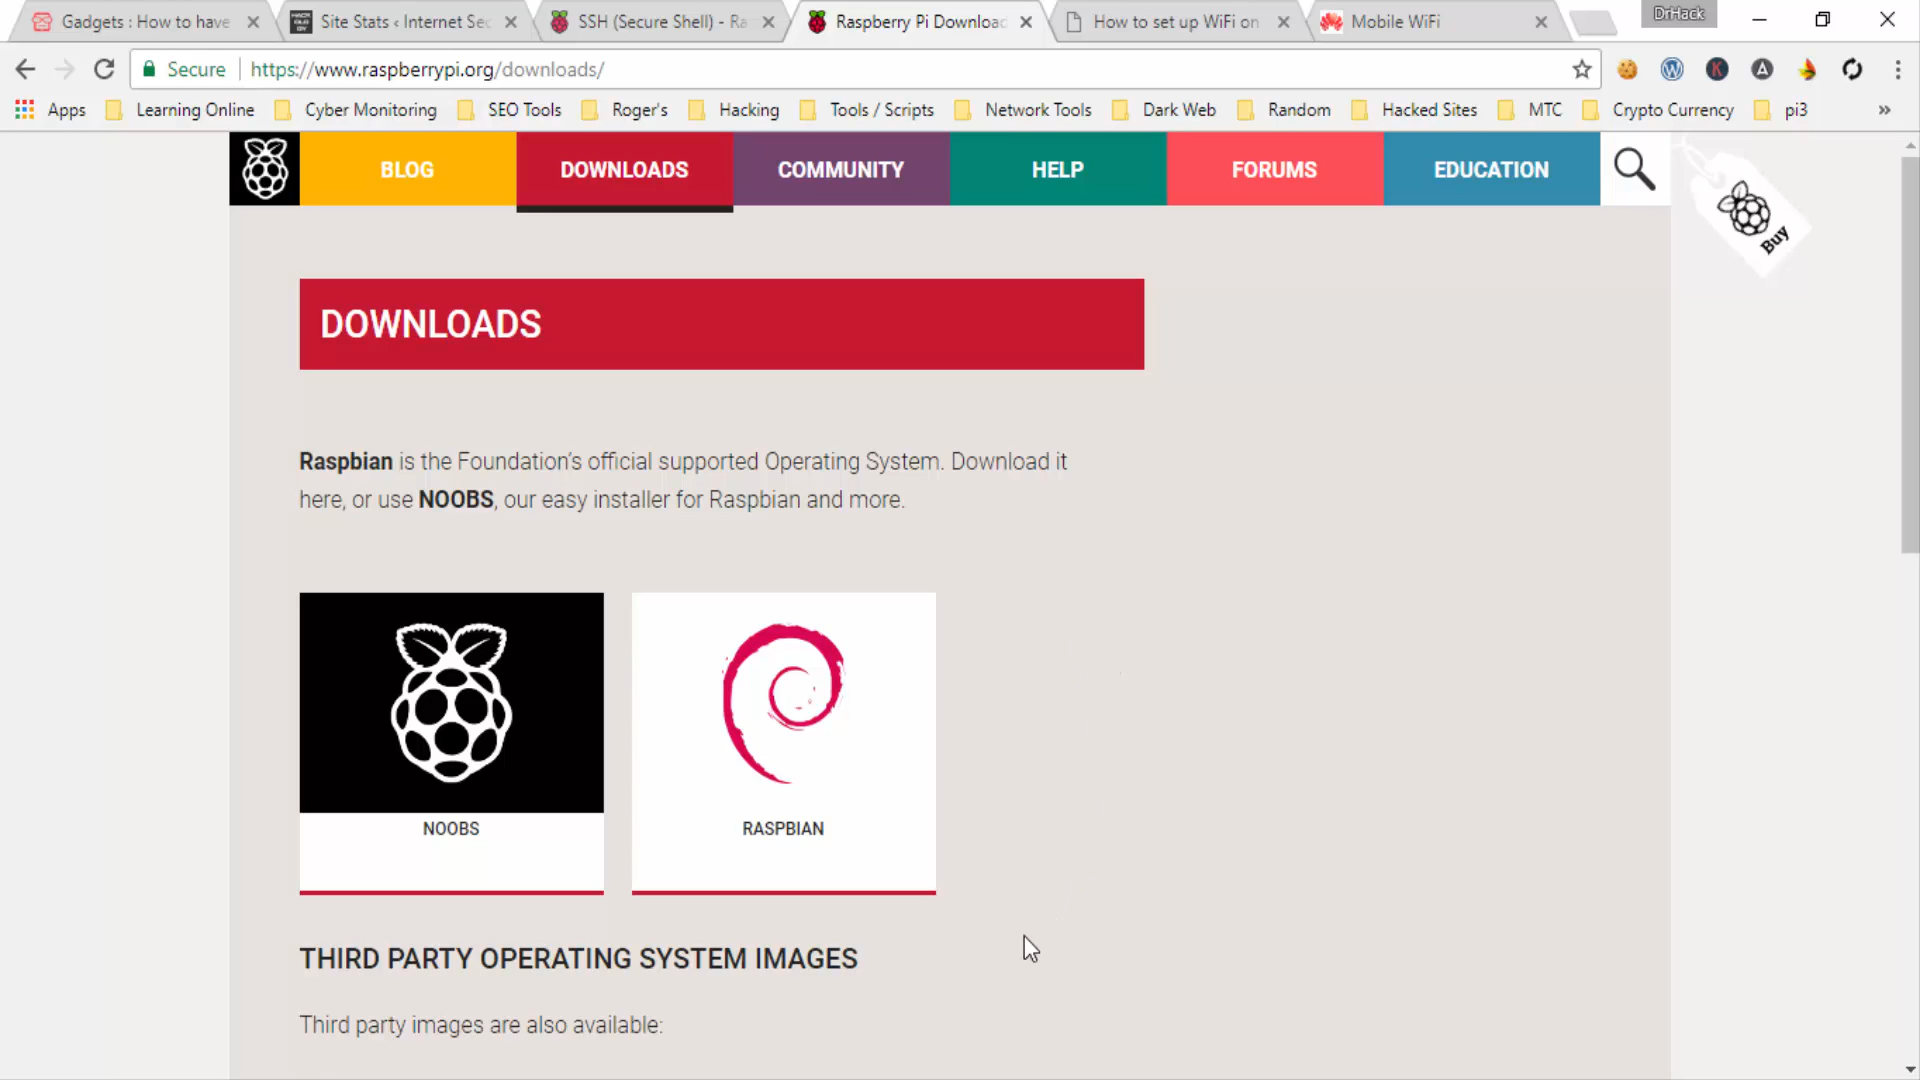 Gadgets : How to have
Site Stats ‹ Internet Sec
SSH (Secure Shell) - Ra
Raspberry Pi Downloac
How to set up WiFi on
Mobile WiFi
DrHack
Secure
https://www.raspberrypi.org/downloads/
Apps
Learning Online
Cyber Monitoring
SEO Tools
Roger's
Hacking
Tools / Scripts
Network Tools
Dark Web
Random
Hacked Sites
MTC
Crypto Currency
pi3
»
BLOG
DOWNLOADS
COMMUNITY
HELP
FORUMS
EDUCATION
Buy
DOWNLOADS
Raspbian is the Foundation's official supported Operating System. Download it
here, or use NOOBS, our easy installer for Raspbian and more.
NOOBS
RASPBIAN
THIRD PARTY OPERATING SYSTEM IMAGES
Third party images are also available: